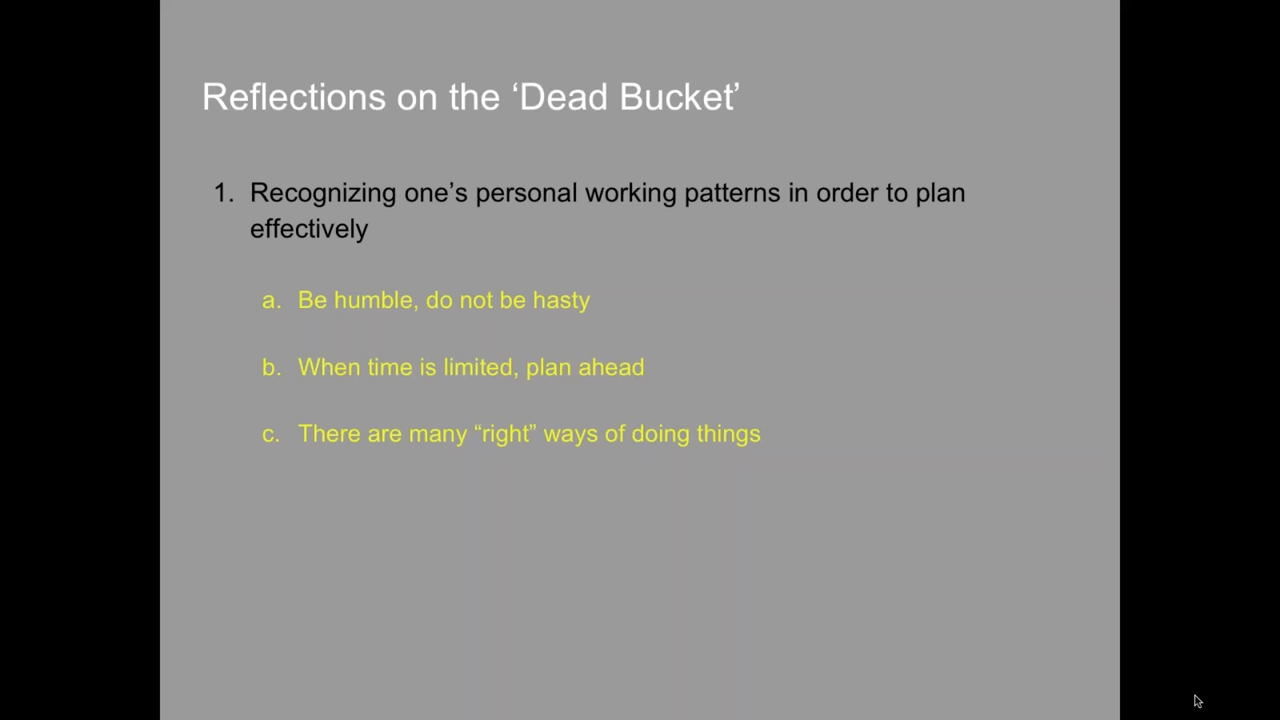 Reflections on the ‘Dead Bucket’
1. Recognizing one’s personal working patterns in order to plan
effectively
a. Be humble, do not be hasty
b. When time is limited, plan ahead
c. There are many “right” ways of doing things